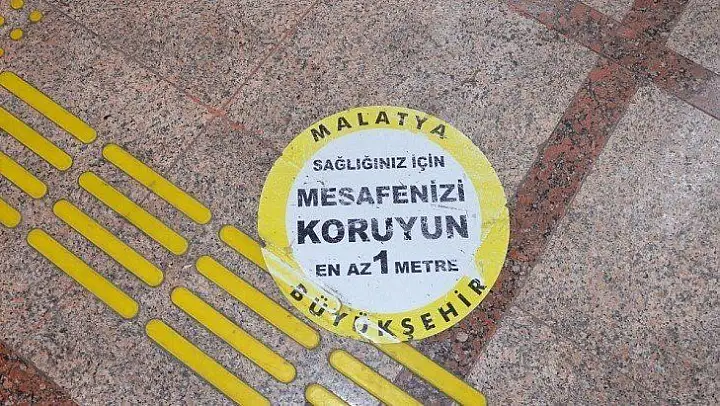 MALATYA
SAĞLIĞINIZ İÇİN
MESAFENİZİ
KORUYUN
EN AZ 1 METRE
BÜYÜKŞEHİR